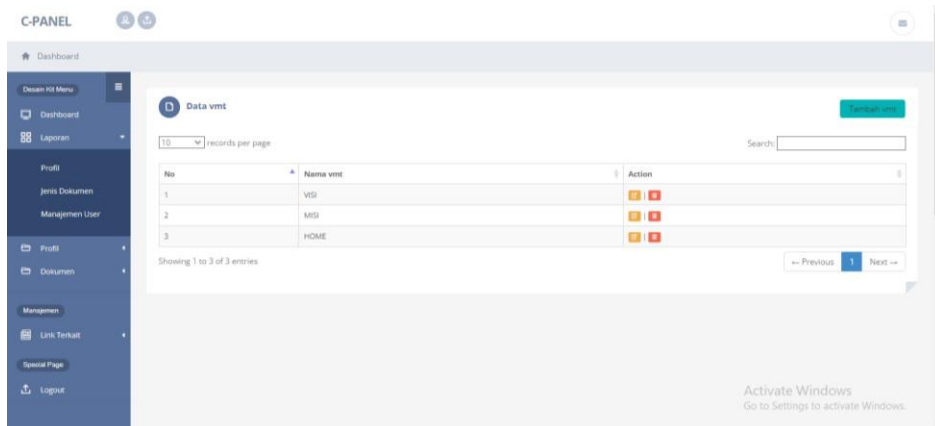 C-PANEL
Dashboard
Desain Kit Menu
Dashboard
Laporan
Profil
Jenis Dokumen
Manajemen User
Profil
Dokumen
Manajemen
Link Terkait
Special Page
Logout
Data vmt
Tambah vmt
10 records per page
Search:
No Nama vmt Action
1 VISI |
2 MISI |
3 HOME |
Showing 1 to 3 of 3 entries
← Previous 1 Next →
Activate Windows
Go to Settings to activate Windows.